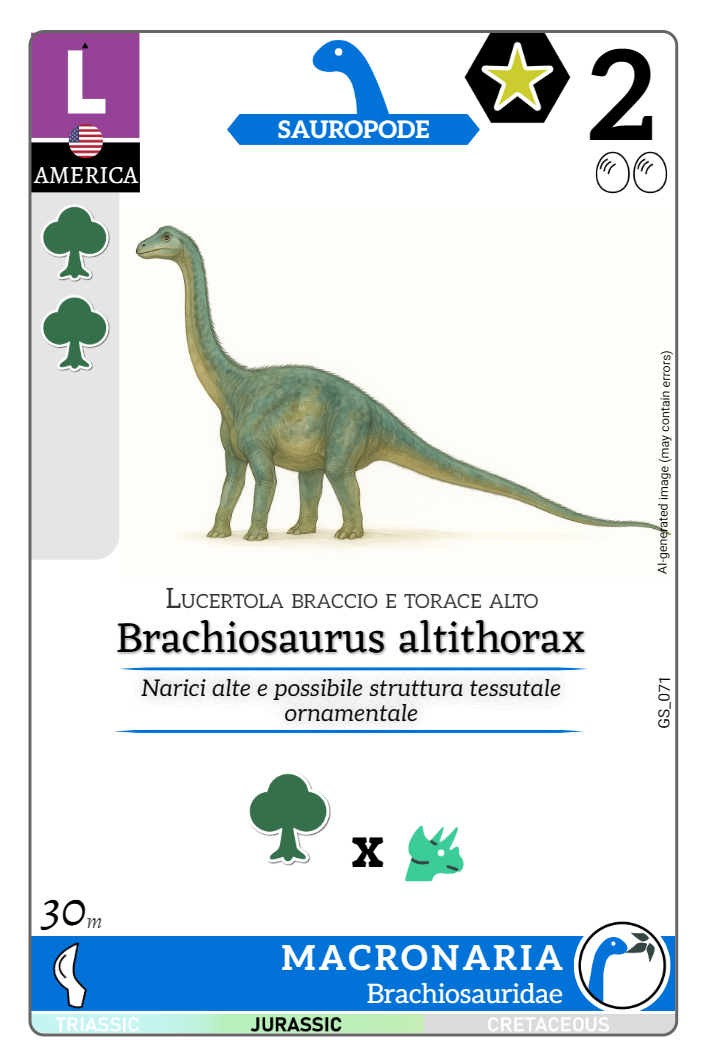 L
AMERICA
SAUROPODE
2
AI-generated image (may contain errors)
Lucertola braccio e torace alto
Brachiosaurus altithorax
Narici alte e possibile struttura tessutale
ornamentale
GS_071
x
30m
MACRONARIA
Brachiosauridae
TRIASSIC JURASSIC CRETACEOUS